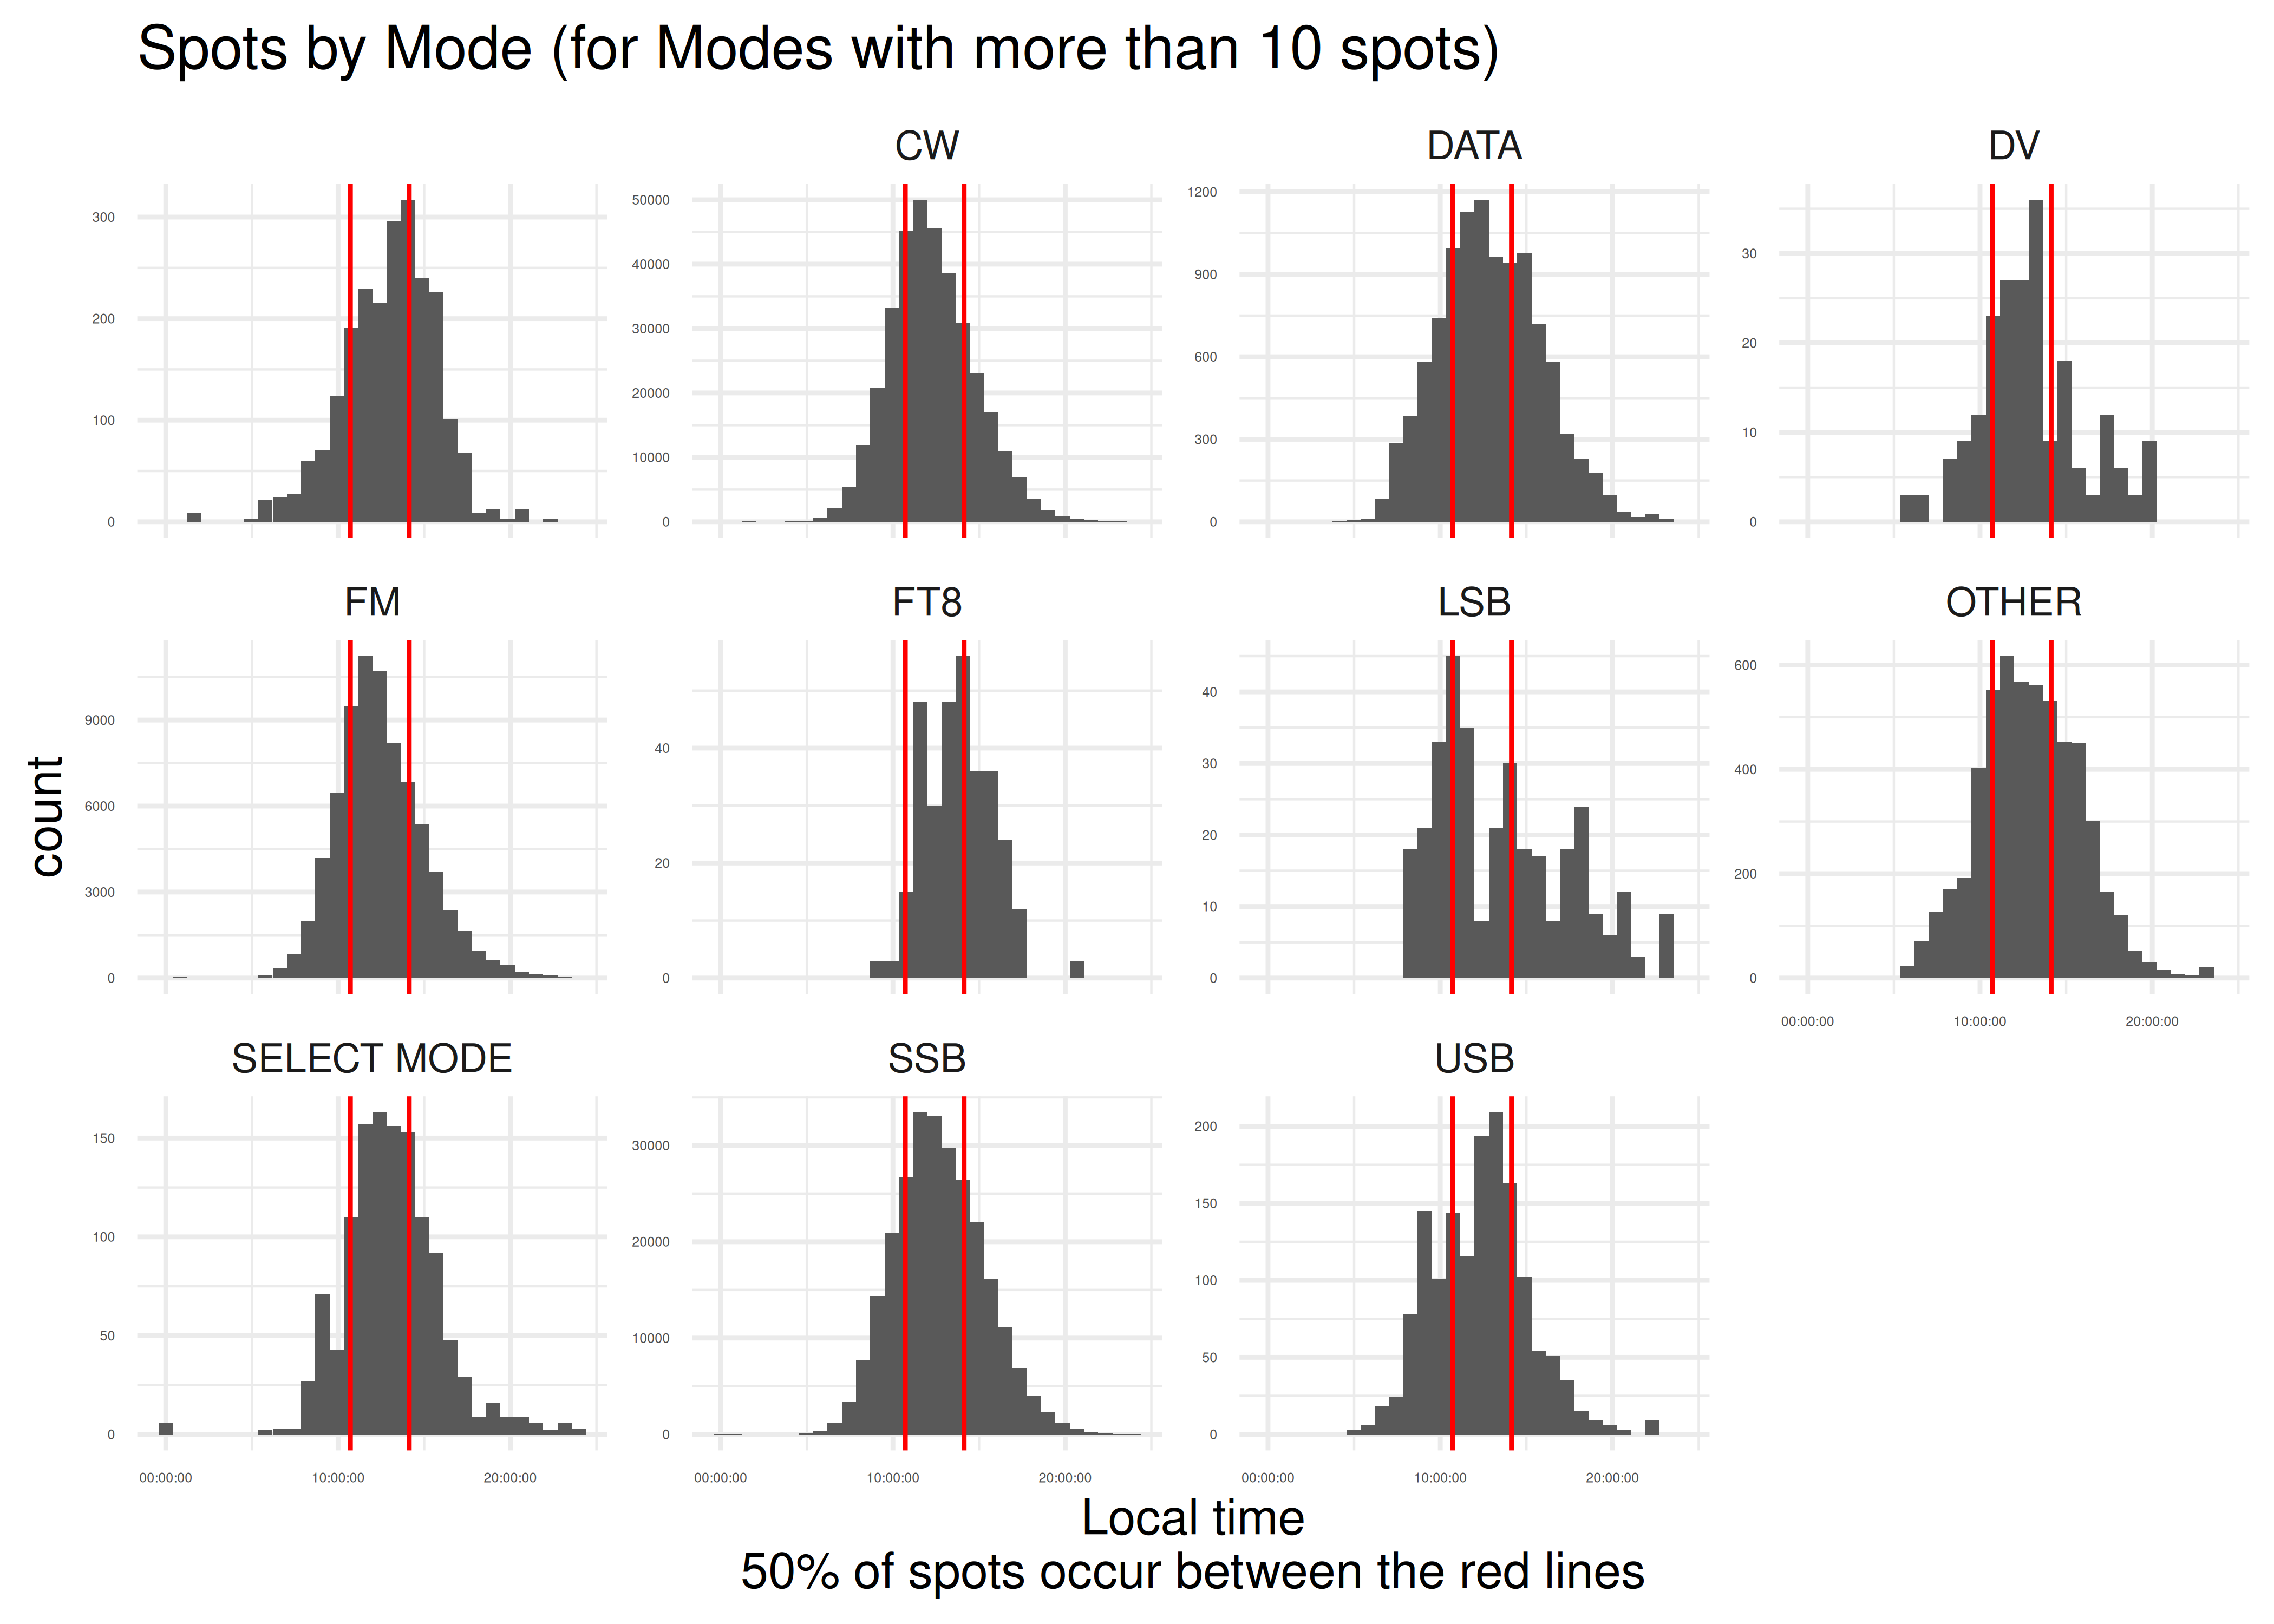 Spots by Mode (for Modes with more than 10 spots)
CW
DATA
DV
300
200
100
0
50000
40000
30000
20000
10000
0
1200
900
600
300
0
30
20
10
0
FM
FT8
LSB
OTHER
9000
6000
3000
0
40
20
0
40
30
20
10
0
600
400
200
0
00:00:00 10:00:00 20:00:00
count
SELECT MODE
SSB
USB
150
100
50
0
00:00:00 10:00:00 20:00:00
30000
20000
10000
0
00:00:00 10:00:00 20:00:00
200
150
100
50
0
00:00:00 10:00:00 20:00:00
Local time
50% of spots occur between the red lines